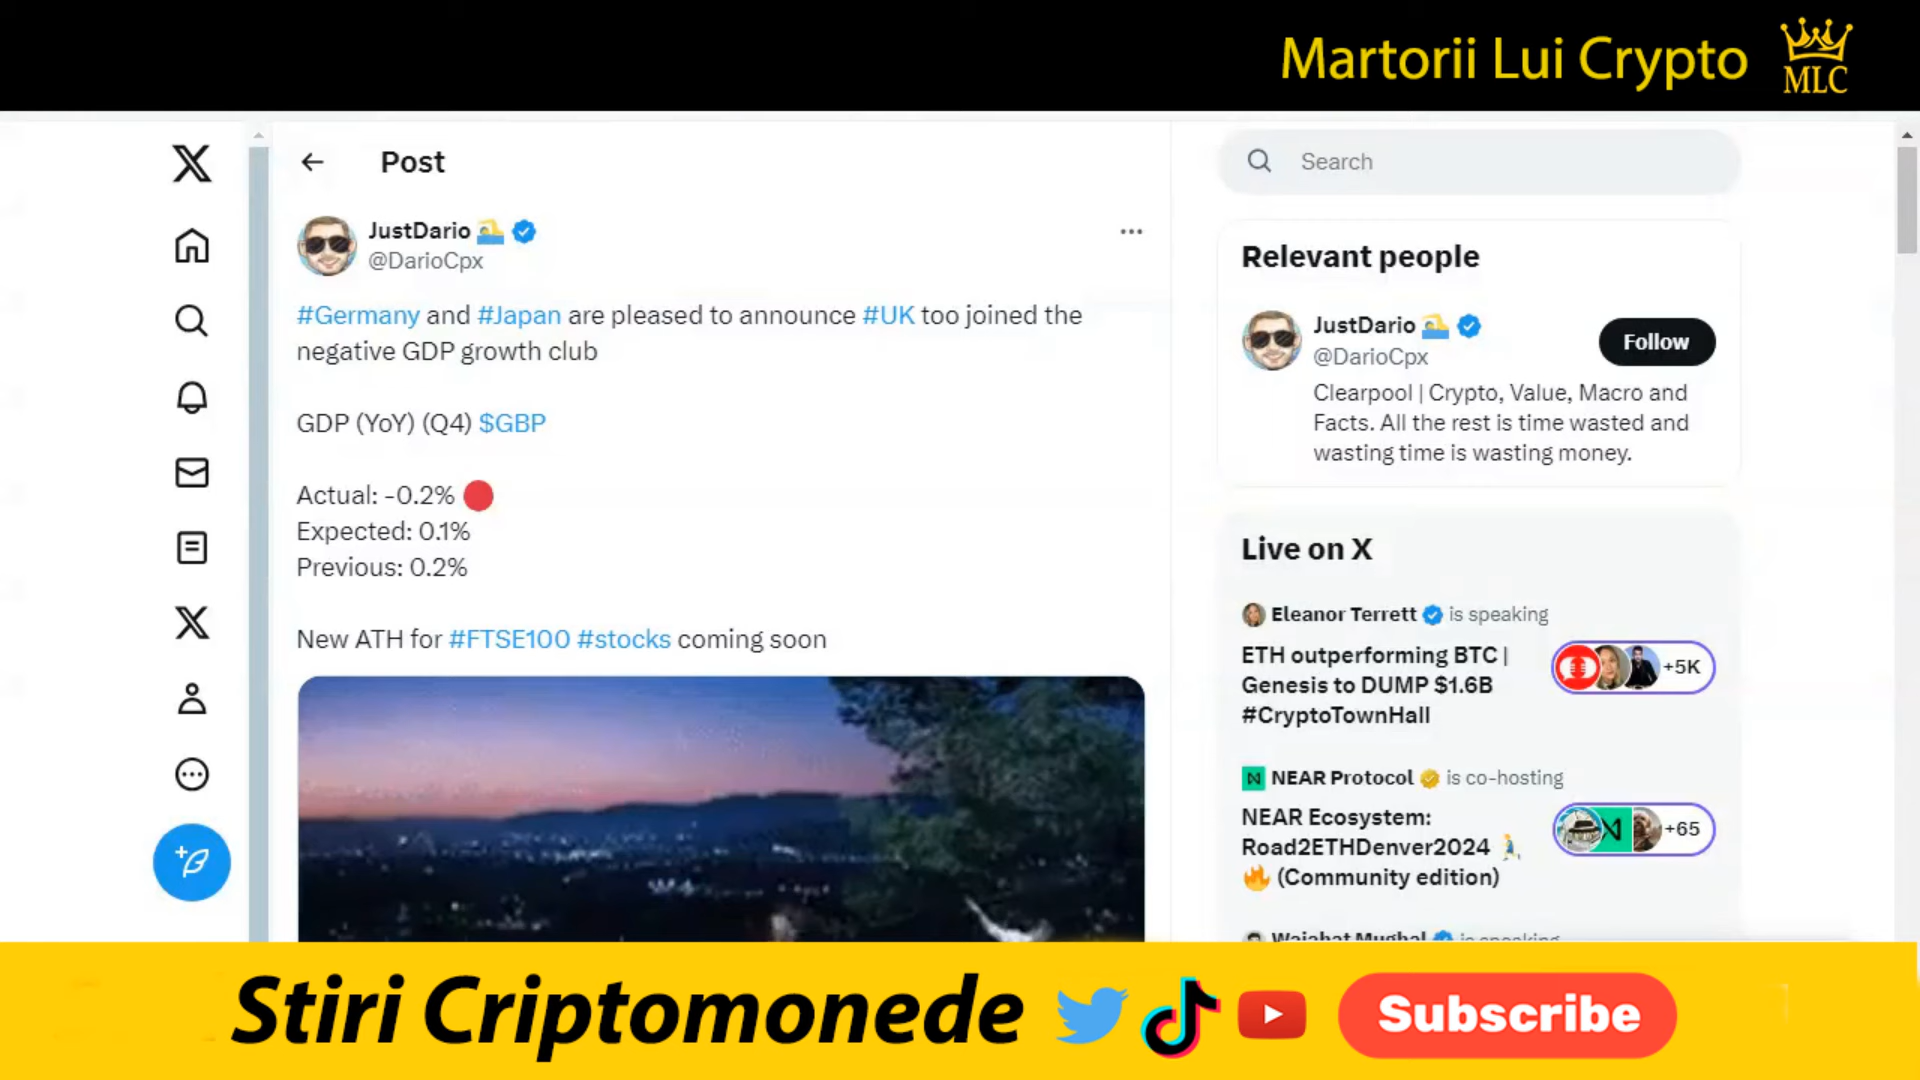 Martorii Lui Crypto
MLC
Post
JustDario
@DarioCpx
#Germany and #Japan are pleased to announce #UK too joined the
negative GDP growth club
GDP (YoY) (Q4) $GBP
Actual: -0.2%
Expected: 0.1%
Previous: 0.2%
New ATH for #FTSE100 #stocks coming soon
Search
Relevant people
JustDario
@DarioCpx
Follow
Clearpool | Crypto, Value, Macro and
Facts. All the rest is time wasted and
wasting time is wasting money.
Live on X
Eleanor Terrett is speaking
ETH outperforming BTC |
Genesis to DUMP $1.6B
#CryptoTownHall
+5K
NEAR Protocol is co-hosting
NEAR Ecosystem:
Road2ETHDenver2024
(Community edition)
+65
Wajahat Mughal is speaking
Stiri Criptomonede
Subscribe